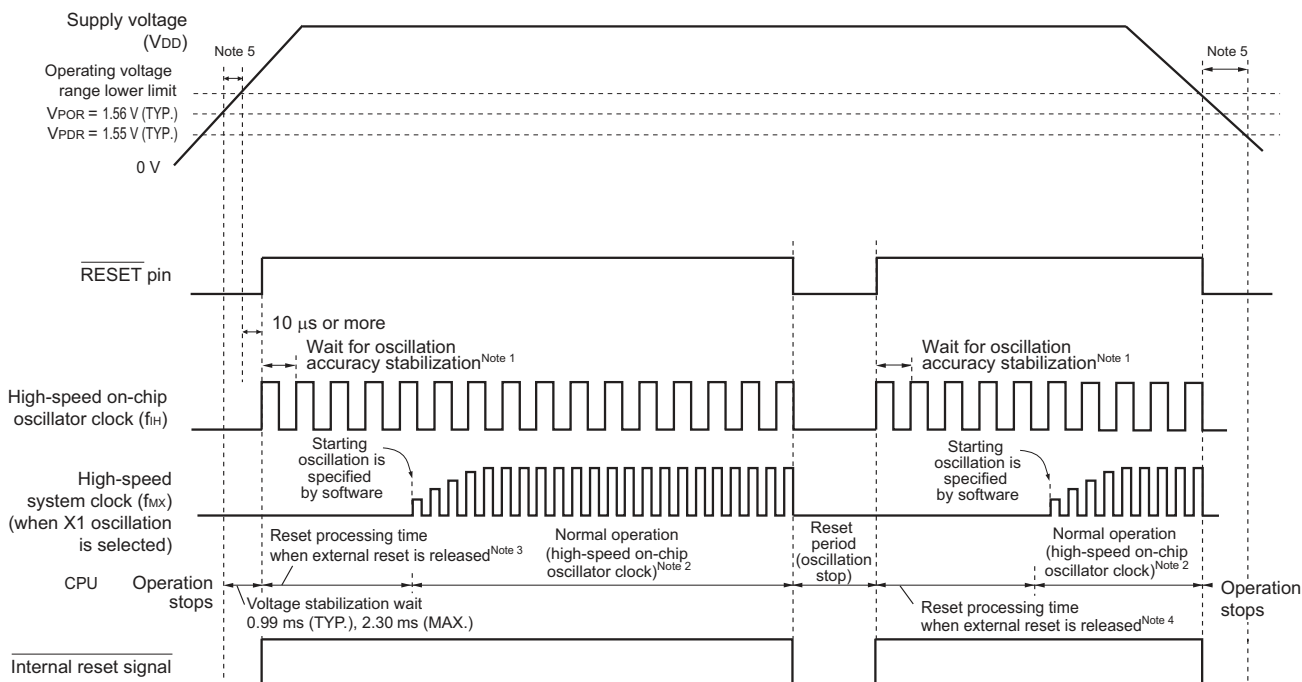 Supply voltage
(VDD)
Note 5
Note 5
Operating voltage
range lower limit
VPOR = 1.56 V (TYP.)
VPDR = 1.55 V (TYP.)
0 V
RESET pin
10 μs or more
Wait for oscillation
accuracy stabilization Note 1
Wait for oscillation
accuracy stabilization Note 1
High-speed on-chip
oscillator clock (fIH)
Starting
oscillation is
specified
by software
Starting
oscillation is
specified
by software
High-speed
system clock (fMX)
(when X1 oscillation
is selected)
Reset processing time
when external reset is released Note 3
Normal operation
(high-speed on-chip
oscillator clock) Note 2
Reset
period
(oscillation
stop)
Normal operation
(high-speed on-chip
oscillator clock) Note 2
CPU
Operation
stops
Voltage stabilization wait
0.99 ms (TYP.), 2.30 ms (MAX.)
Reset processing time
when external reset is released Note 4
Operation
stops
Internal reset signal